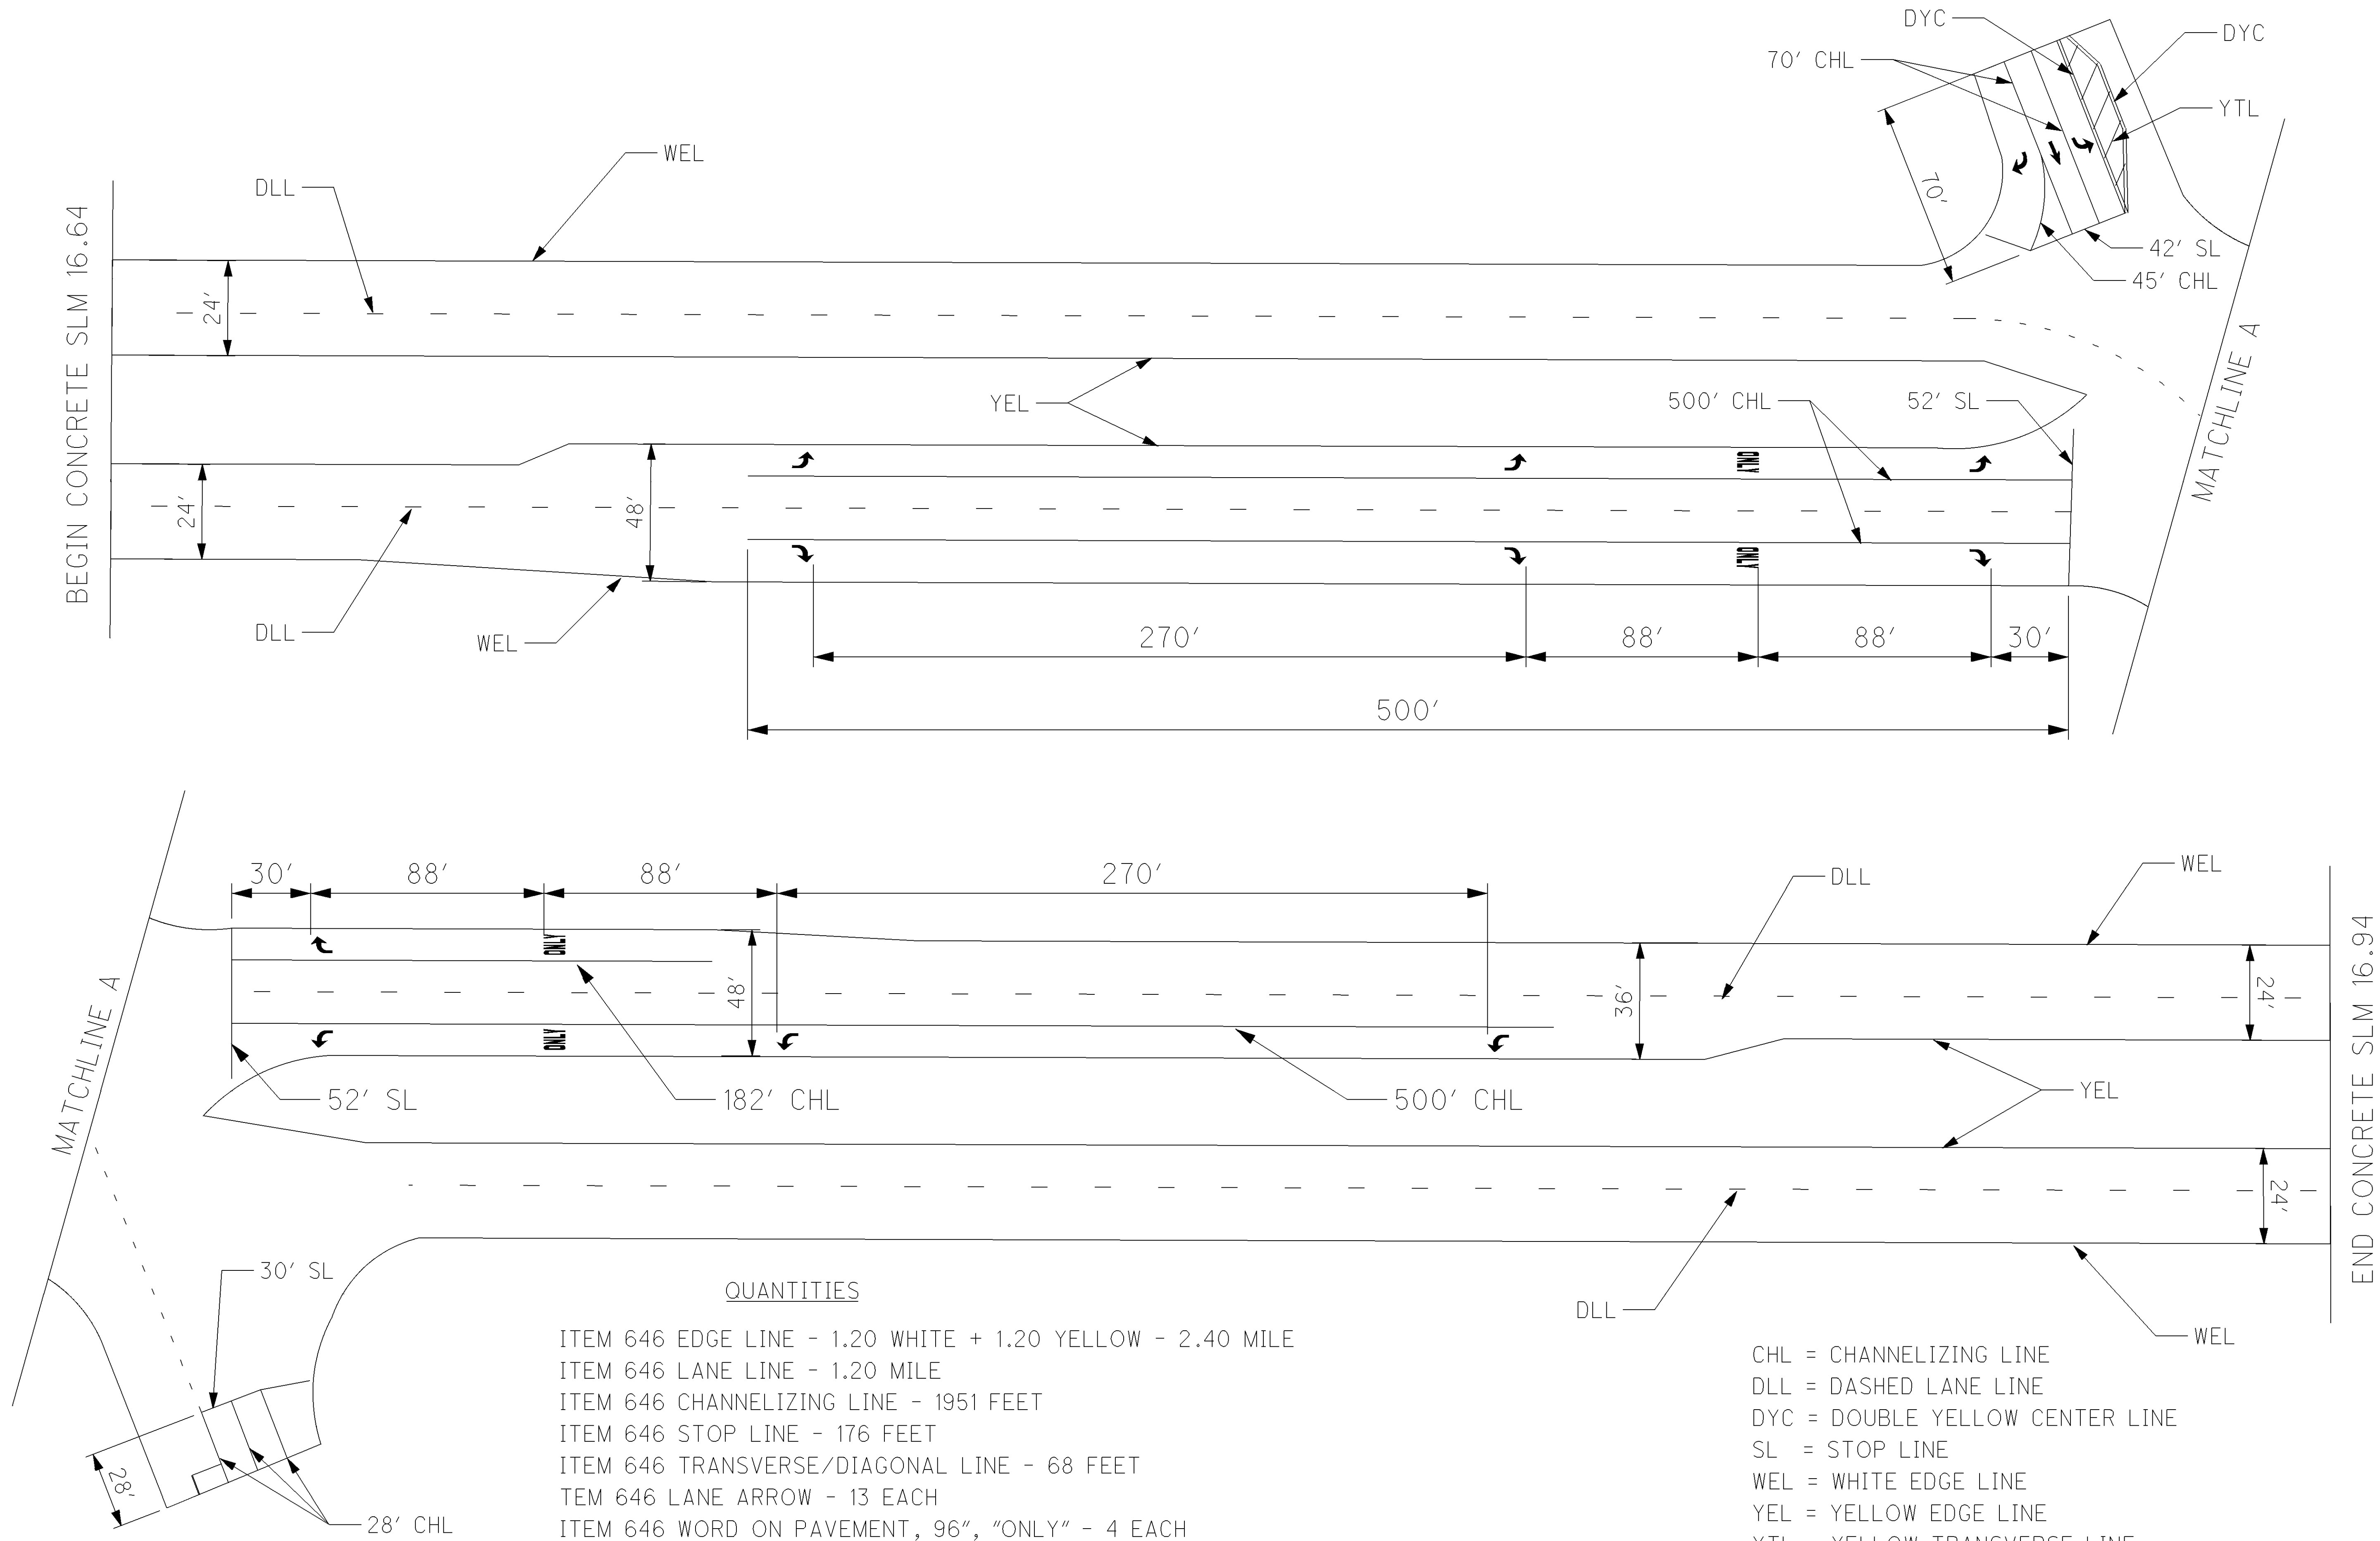 DYC
DYC
70' CHL
YTL
WEL
DLL
70'
42' SL
45' CHL
BEGIN CONCRETE SLM 16.64
24'
MATCHLINE A
YEL
500' CHL
52' SL
24'
48'
DLL
WEL
270'
88'
88'
30'
500'
30'
88'
88'
270'
DLL
WEL
MATCHLINE A
48'
36'
24'
END CONCRETE SLM 16.94
52' SL
182' CHL
500' CHL
YEL
24'
30' SL
DLL
WEL
28'
28' CHL
ONLY
ONLY
ONLY
ONLY
QUANTITIES
ITEM 646 EDGE LINE - 1.20 WHITE + 1.20 YELLOW - 2.40 MILE
ITEM 646 LANE LINE - 1.20 MILE
ITEM 646 CHANNELIZING LINE - 1951 FEET
ITEM 646 STOP LINE - 176 FEET
ITEM 646 TRANSVERSE/DIAGONAL LINE - 68 FEET
TEM 646 LANE ARROW - 13 EACH
ITEM 646 WORD ON PAVEMENT, 96", "ONLY" - 4 EACH
CHL = CHANNELIZING LINE
DLL = DASHED LANE LINE
DYC = DOUBLE YELLOW CENTER LINE
SL = STOP LINE
WEL = WHITE EDGE LINE
YEL = YELLOW EDGE LINE
YTL = YELLOW TRANSVERSE LINE